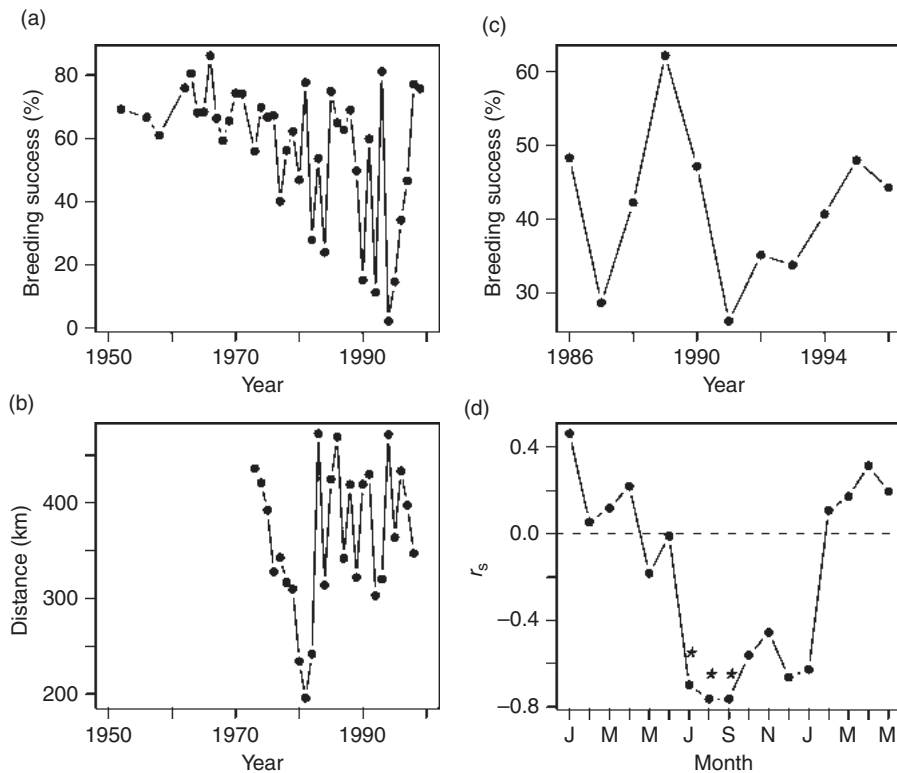 (a)
Breeding success (%)
80
60
40
20
0
1950 1970 1990
Year
(b)
Distance (km)
400
300
200
1950 1970 1990
Year
(c)
Breeding success (%)
60
50
40
30
1986 1990 1994
Year
(d)
rs
0.4
0.0
–0.4
–0.8
* * *
J M M J S N J M M
Month